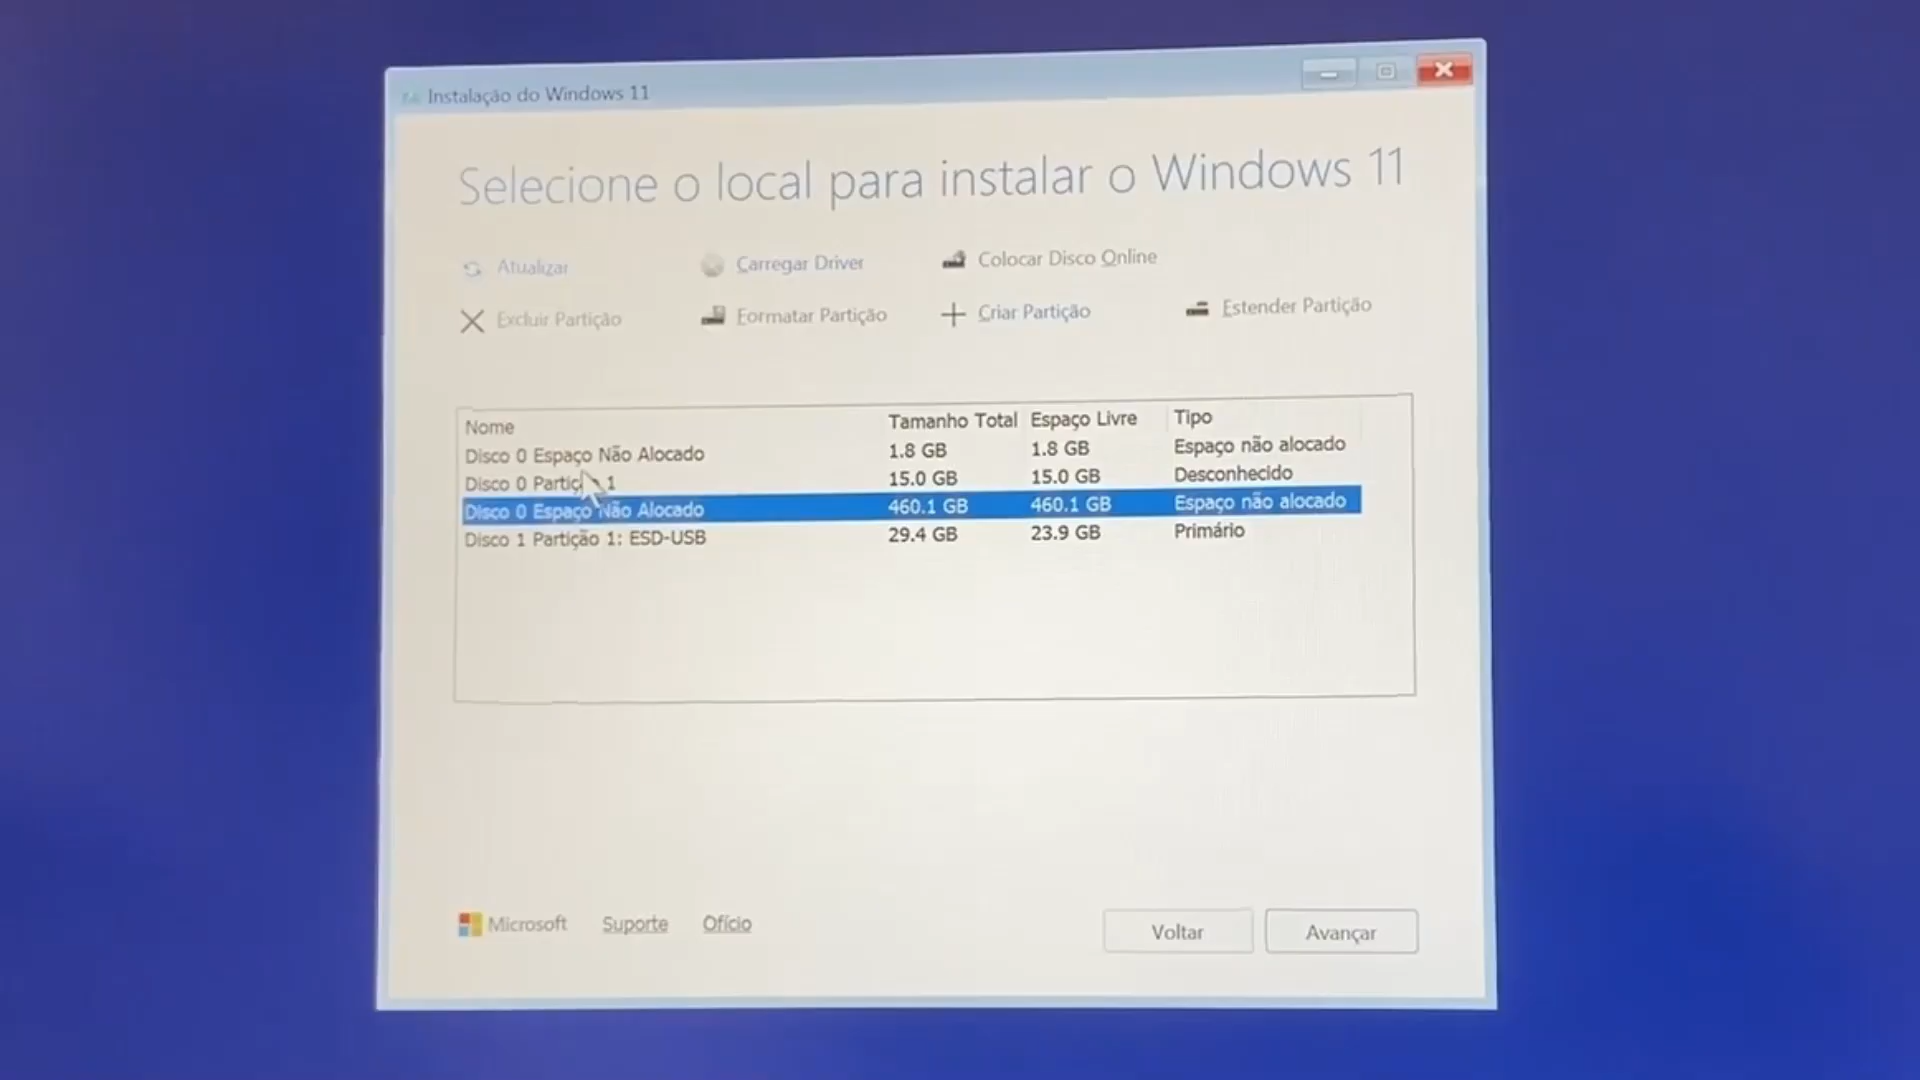 Instalação do Windows 11
Selecione o local para instalar o Windows 11
Atualizar Carregar Driver Colocar Disco Online
Excluir Partição Formatar Partição Criar Partição Estender Partição
Nome Tamanho Total Espaço Livre Tipo
Disco 0 Espaço Não Alocado 1.8 GB 1.8 GB Espaço não alocado
Disco 0 Partiç 1 15.0 GB 15.0 GB Desconhecido
Disco 0 Espaço Não Alocado 460.1 GB 460.1 GB Espaço não alocado
Disco 1 Partição 1: ESD-USB 29.4 GB 23.9 GB Primário
Microsoft Suporte Ofício Voltar Avançar